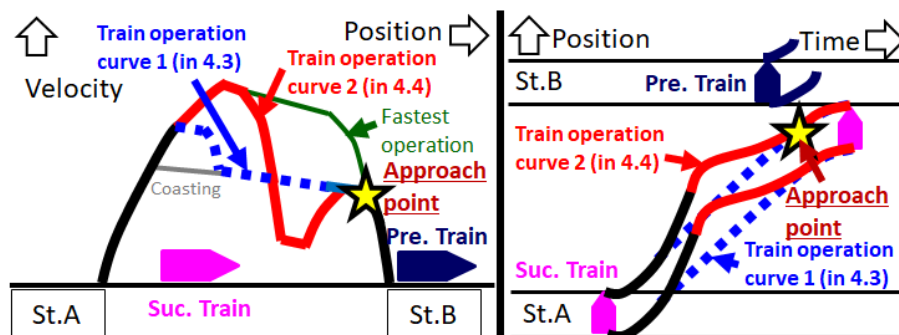 Velocity
Train operation
curve 1 (in 4.3)
Position
Train operation
curve 2 (in 4.4)
Fastest
operation
Coasting
Approach
point
Pre. Train
Suc. Train
St.A
St.B
Position
Time
St.B
Pre. Train
Train operation
curve 2 (in 4.4)
Approach
point
Suc. Train
Train operation
curve 1 (in 4.3)
St.A